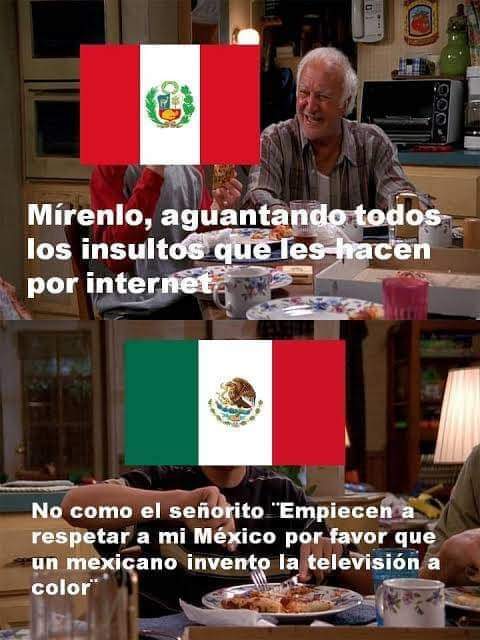 Mírenlo, aguantando todos
los insultos que les hacen
por internet
No como el señorito ¨Empiecen a
respetar a mi México por favor que
un mexicano invento la televisión a
color¨